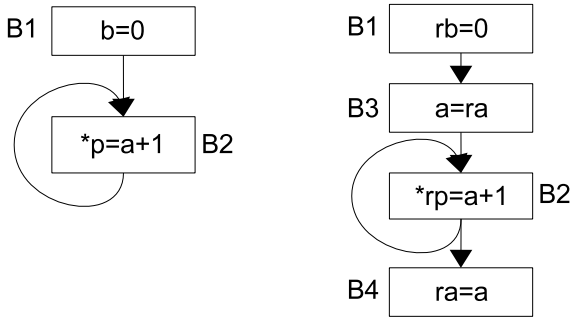 B1
b=0
*p=a+1
B2
B1
rb=0
B3
a=ra
*rp=a+1
B2
B4
ra=a